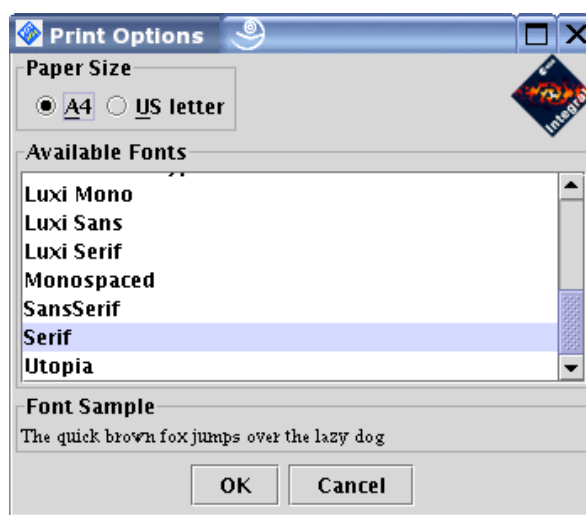 Print Options
Paper Size
A4 US letter
Integral
Available Fonts
Luxi Mono
Luxi Sans
Luxi Serif
Monospaced
SansSerif
Serif
Utopia
Font Sample
The quick brown fox jumps over the lazy dog
OK Cancel